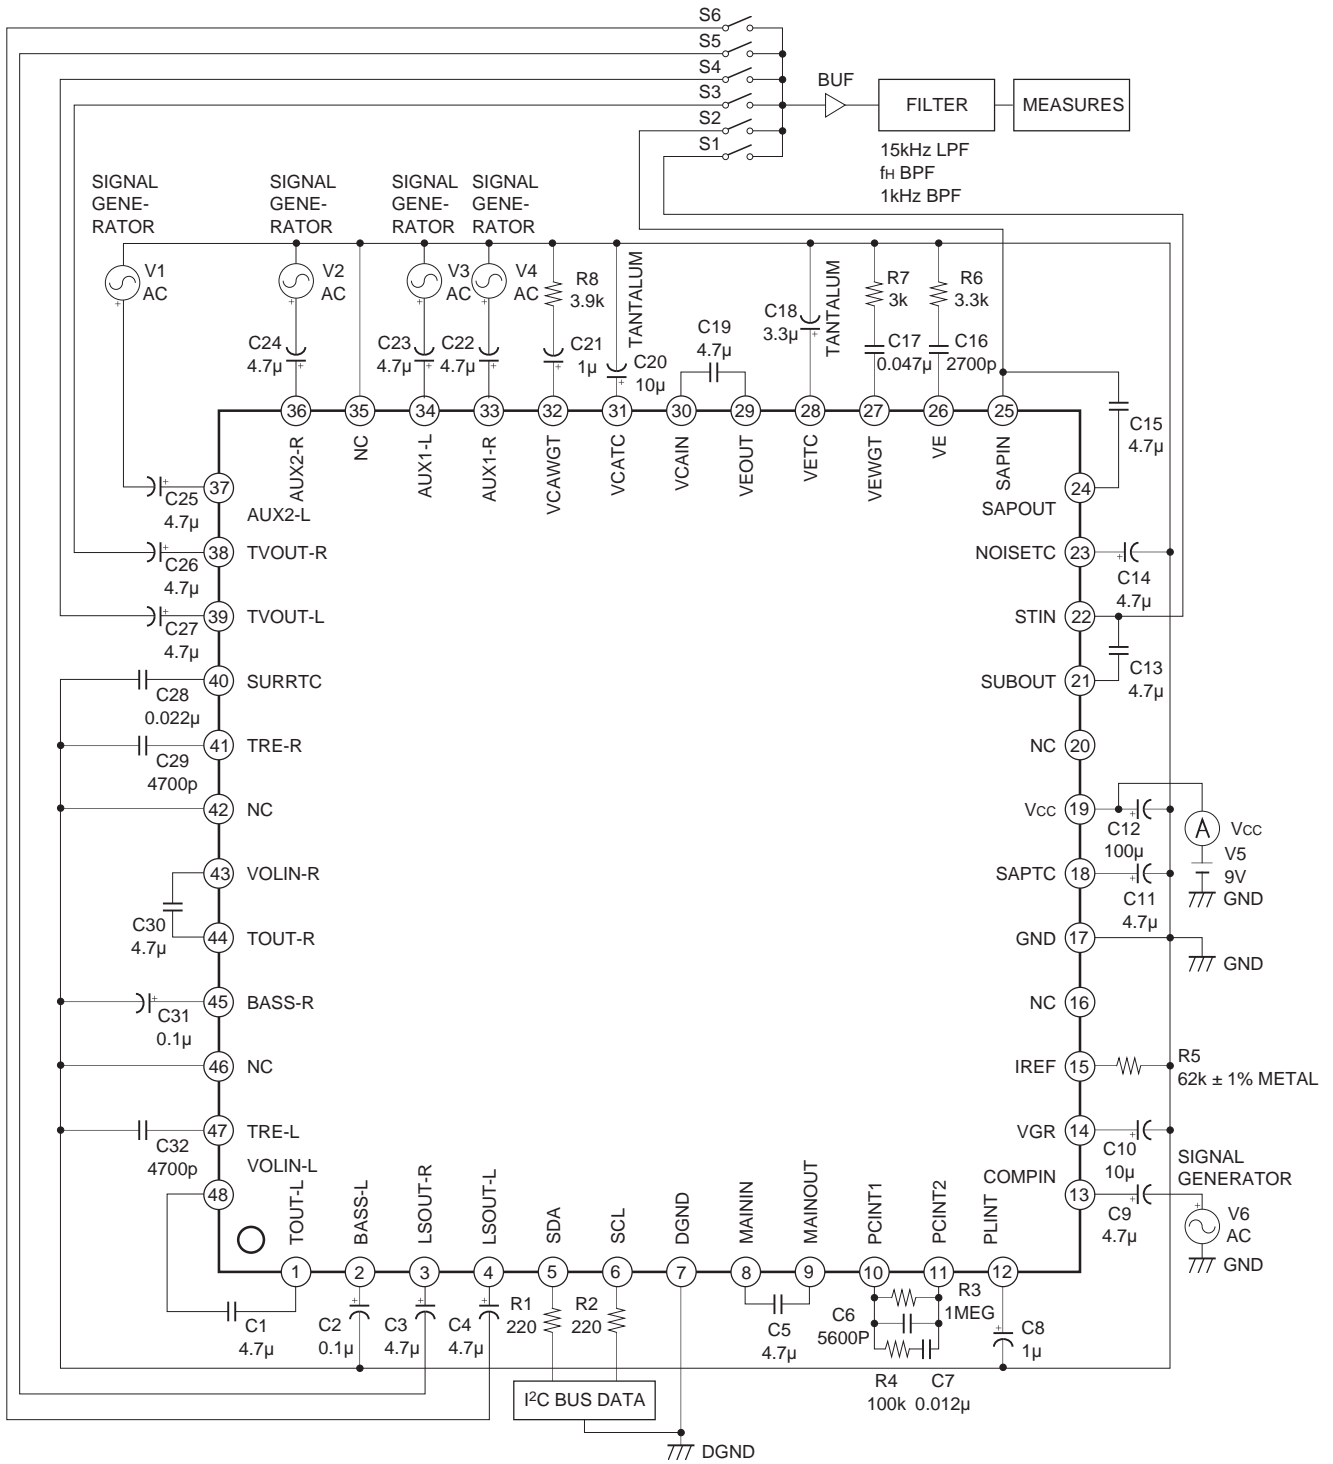 S6
S5
S4
S3
S2
S1
BUF
FILTER
MEASURES
15kHz LPF
fH BPF
1kHz BPF
SIGNAL
GENE-
RATOR
SIGNAL
GENE-
RATOR
SIGNAL
GENE-
RATOR
SIGNAL
GENE-
RATOR
V1
AC
V2
AC
V3
AC
V4
AC
R8
3.9k
TANTALUM
C18
3.3µ
TANTALUM
R7
3k
R6
3.3k
C24
4.7µ
C23
4.7µ
C22
4.7µ
C21
1µ
C20
10µ
C19
4.7µ
C17
0.047µ
C16
2700p
C15
4.7µ
36
35
34
33
32
31
30
29
28
27
26
25
AUX2-R
NC
AUX1-L
AUX1-R
VCAWGT
VCATC
VCAIN
VEOUT
VETC
VEWGT
VE
SAPIN
37
AUX2-L
C25
4.7µ
38
TVOUT-R
C26
4.7µ
39
TVOUT-L
C27
4.7µ
40
SURRTC
C28
0.022µ
41
TRE-R
C29
4700p
42
NC
43
VOLIN-R
C30
4.7µ
44
TOUT-R
45
BASS-R
C31
0.1µ
46
NC
47
TRE-L
C32
4700p
VOLIN-L
48
24
SAPOUT
NOISETC
23
C14
4.7µ
STIN
22
C13
4.7µ
SUBOUT
21
NC
20
VCC
19
C12
100µ
A
VCC
V5
9V
GND
SAPTC
18
C11
4.7µ
GND
17
GND
NC
16
IREF
15
R5
62k ± 1% METAL
VGR
14
C10
10µ
COMPIN
13
C9
4.7µ
SIGNAL
GENERATOR
V6
AC
GND
TOUT-L
BASS-L
LSOUT-R
LSOUT-L
SDA
SCL
DGND
MAININ
MAINOUT
PCINT1
PCINT2
PLINT
1
2
3
4
5
6
7
8
9
10
11
12
C1
4.7µ
C2
0.1µ
C3
4.7µ
C4
4.7µ
R1
220
R2
220
C5
4.7µ
C6
5600P
R3
1MEG
C8
1µ
R4
100k
C7
0.012µ
I²C BUS DATA
DGND